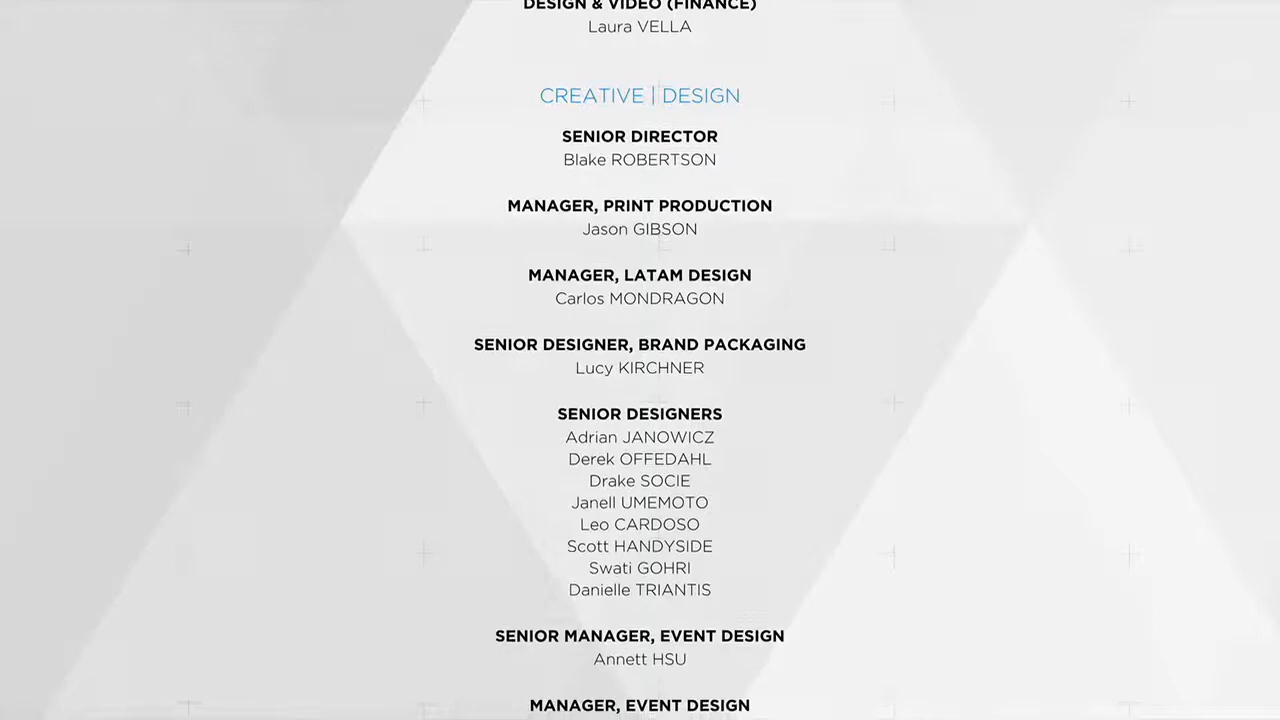 DESIGN & VIDEO (FINANCE)
Laura VELLA
CREATIVE | DESIGN
SENIOR DIRECTOR
Blake ROBERTSON
MANAGER, PRINT PRODUCTION
Jason GIBSON
MANAGER, LATAM DESIGN
Carlos MONDRAGON
SENIOR DESIGNER, BRAND PACKAGING
Lucy KIRCHNER
SENIOR DESIGNERS
Adrian JANOWICZ
Derek OFFEDAHL
Drake SOCIE
Janell UMEMOTO
Leo CARDOSO
Scott HANDYSIDE
Swati GOHRI
Danielle TRIANTIS
SENIOR MANAGER, EVENT DESIGN
Annett HSU
MANAGER, EVENT DESIGN